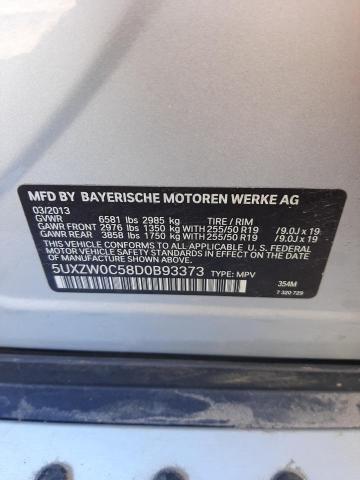 MFD BY BAYERISCHE MOTOREN WERKE AG
03/2013
GVWR 6581 lbs 2985 kg TIRE / RIM
GAWR FRONT 2976 lbs 1350 kg WITH 255/50 R19 /9.0J x 19
GAWR REAR 3858 lbs 1750 kg WITH 255/50 R19 /9.0J x 19
THIS VEHICLE CONFORMS TO ALL APPLICABLE U. S. FEDERAL
MOTOR VEHICLE SAFETY STANDARDS IN EFFECT ON THE
DATE OF MANUFACTURE SHOWN ABOVE.
5UXZW0C58D0B93373 TYPE: MPV
354M
7 320 729